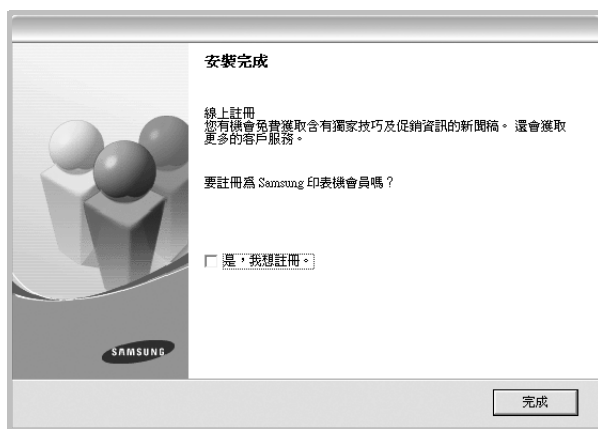 安裝完成
線上註冊
您有機會免費獲取含有獨家技巧及促銷資訊的新聞稿。 還會獲取
更多的客戶服務。
要註冊為 Samsung 印表機會員嗎？
是，我想註冊。
SAMSUNG
完成